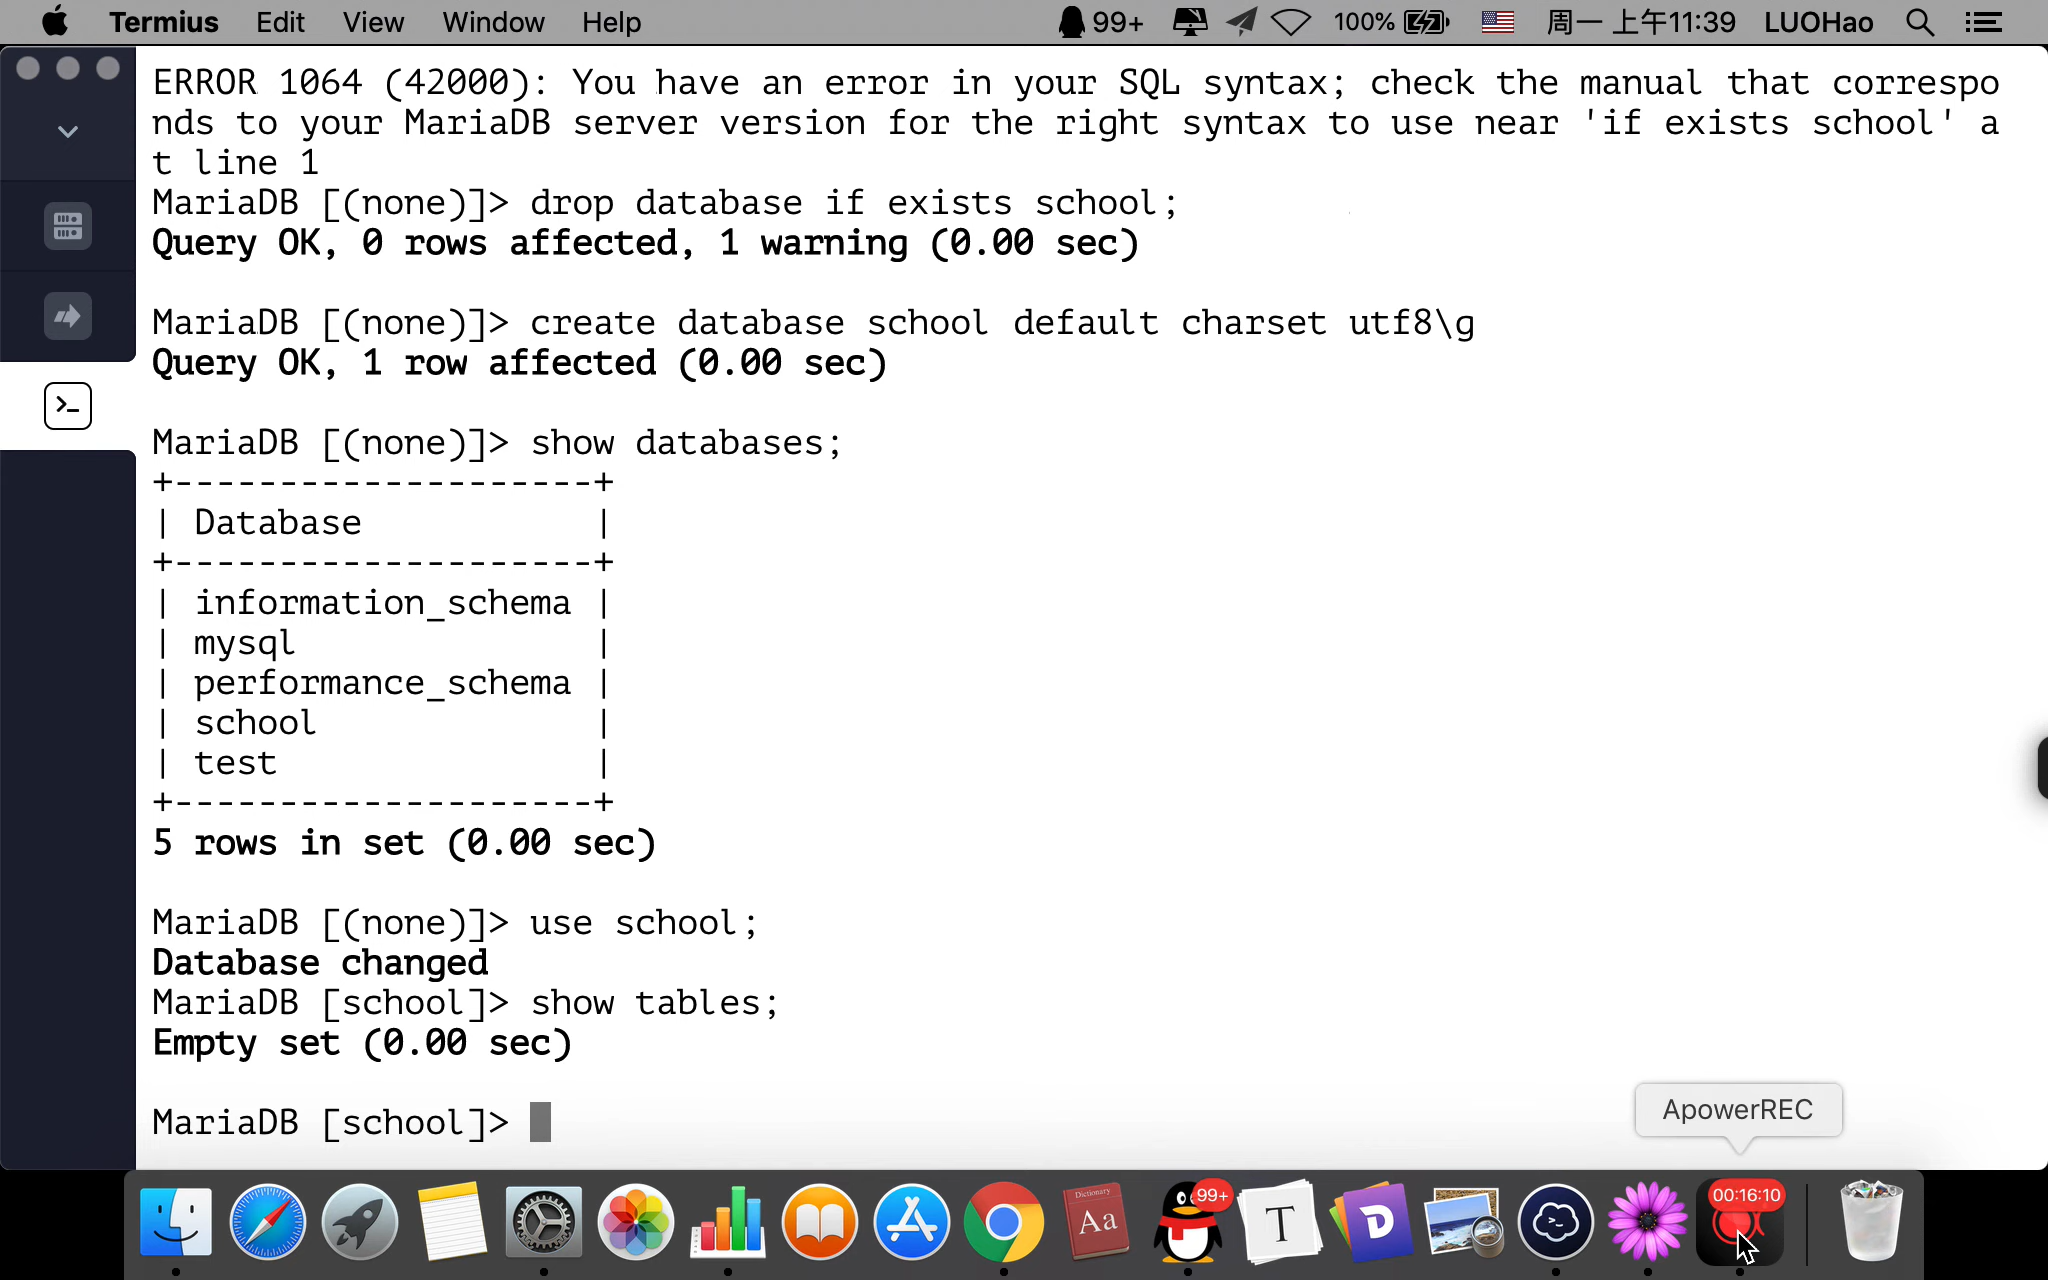 Termius Edit View Window Help 99+ 100% 周一 上午11:39 LUOHao
ERROR 1064 (42000): You have an error in your SQL syntax; check the manual that correspo
nds to your MariaDB server version for the right syntax to use near 'if exists school' a
t line 1
MariaDB [(none)]> drop database if exists school;
Query OK, 0 rows affected, 1 warning (0.00 sec)
MariaDB [(none)]> create database school default charset utf8\g
Query OK, 1 row affected (0.00 sec)
MariaDB [(none)]> show databases;
+--------------------+
| Database           |
+--------------------+
| information_schema |
| mysql              |
| performance_schema |
| school             |
| test               |
+--------------------+
5 rows in set (0.00 sec)
MariaDB [(none)]> use school;
Database changed
MariaDB [school]> show tables;
Empty set (0.00 sec)
MariaDB [school]>
ApowerREC
Dictionary
Aa
99+
T
D
00:16:10